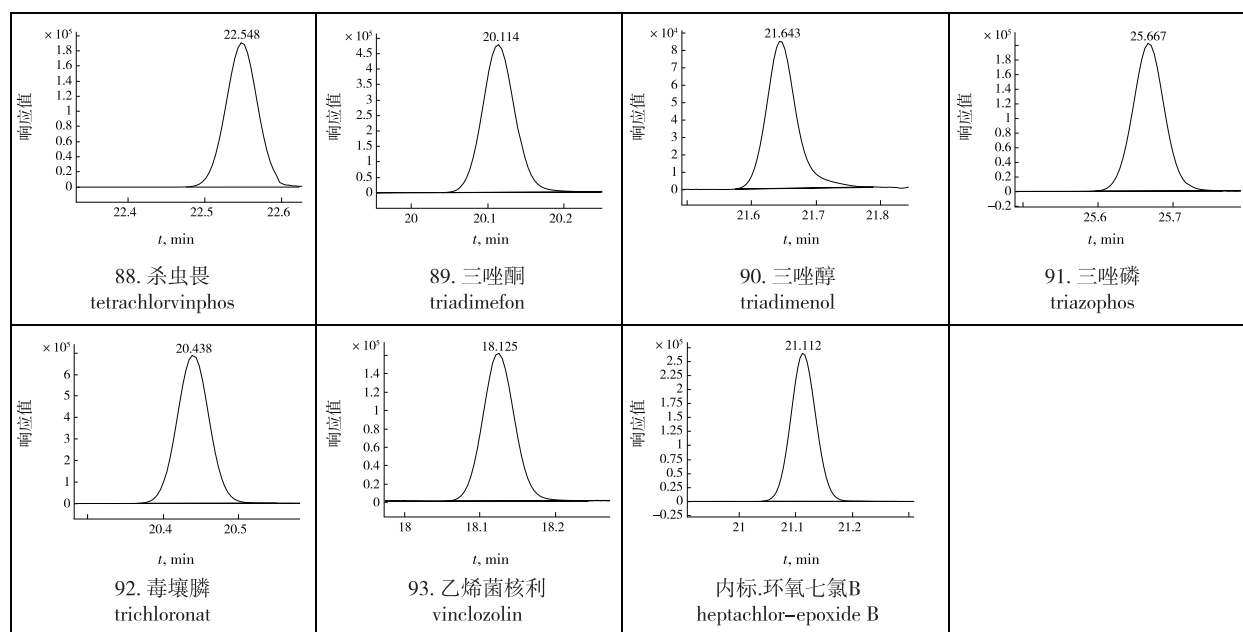 22.548
× 10⁵
1.8
1.6
1.4
1.2
1
0.8
0.6
0.4
0.2
0
响应值
22.4 22.5 22.6
t, min
88. 杀虫畏
tetrachlorvinphos
20.114
× 10⁵
4.5
4
3.5
3
2.5
2
1.5
1
0.5
0
响应值
20 20.1 20.2
t, min
89. 三唑酮
triadimefon
21.643
× 10⁴
8
7
6
5
4
3
2
1
0
响应值
21.6 21.7 21.8
t, min
90. 三唑醇
triadimenol
25.667
× 10⁵
1.8
1.6
1.4
1.2
1
0.8
0.6
0.4
0.2
0
−0.2
响应值
25.6 25.7
t, min
91. 三唑磷
triazophos
20.438
× 10⁵
6
5
4
3
2
1
0
响应值
20.4 20.5
t, min
92. 毒壤膦
trichloronat
18.125
× 10⁵
1.4
1.2
1
0.8
0.6
0.4
0.2
0
响应值
18 18.1 18.2
t, min
93. 乙烯菌核利
vinclozolin
21.112
× 10⁵
2.5
2.25
2
1.75
1.5
1.25
1
0.75
0.5
0.25
0
−0.25
响应值
21 21.1 21.2
t, min
内标.环氧七氯B
heptachlor−epoxide B